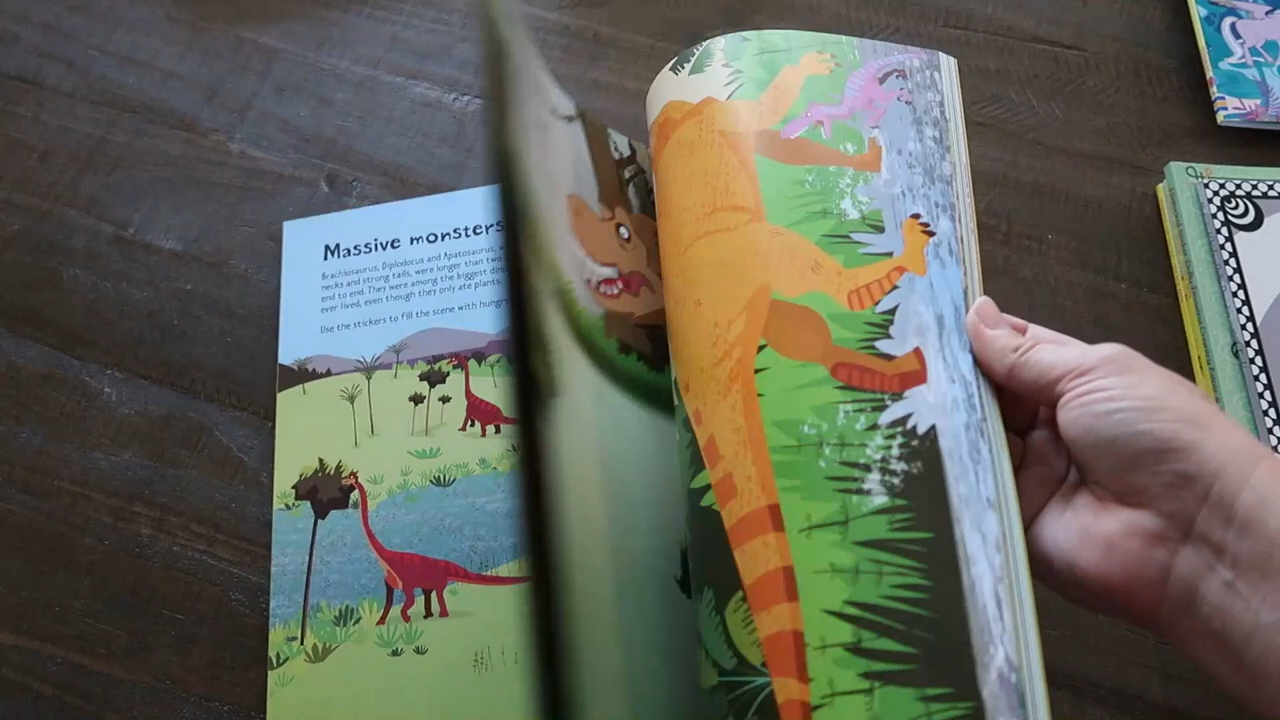 Massive monsters
Brachiosaurus, Diplodocus and Apatosaurus,
necks and strong tails, were longer than two
end to end. They were among the biggest
ever lived, even though they only ate plants.
Use the stickers to fill the scene with hungry